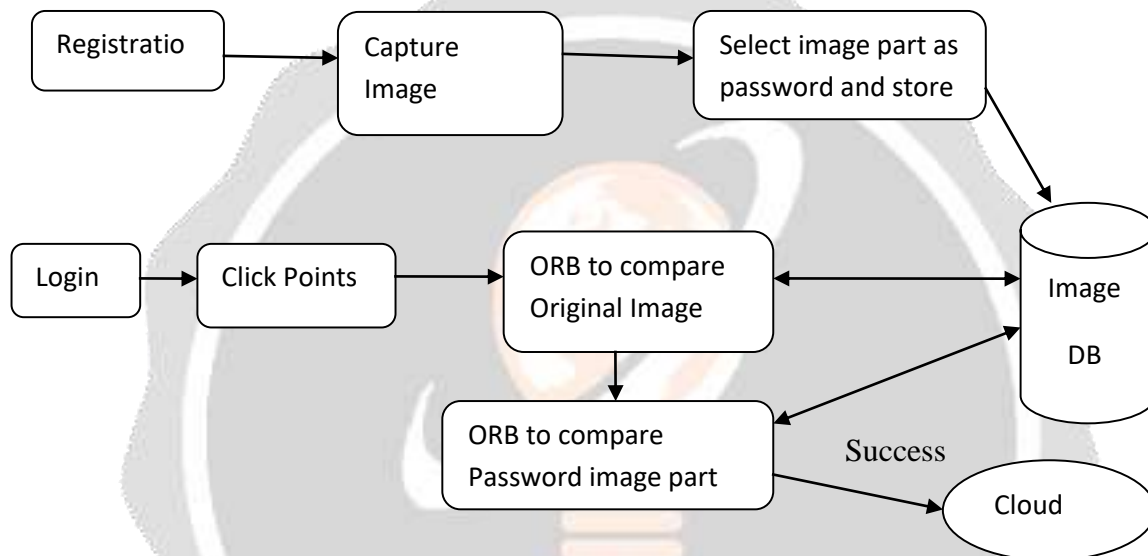 Registratio
Capture
Image
Select image part as
password and store
Login
Click Points
ORB to compare
Original Image
Image
DB
ORB to compare
Password image part
Success
Cloud